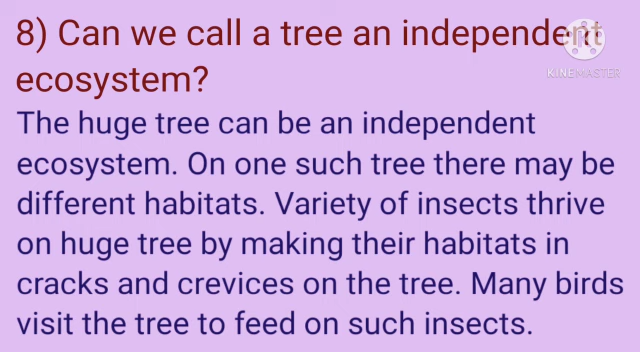 8) Can we call a tree an independent
ecosystem?
KINEMASTER
The huge tree can be an independent
ecosystem. On one such tree there may be
different habitats. Variety of insects thrive
on huge tree by making their habitats in
cracks and crevices on the tree. Many birds
visit the tree to feed on such insects.